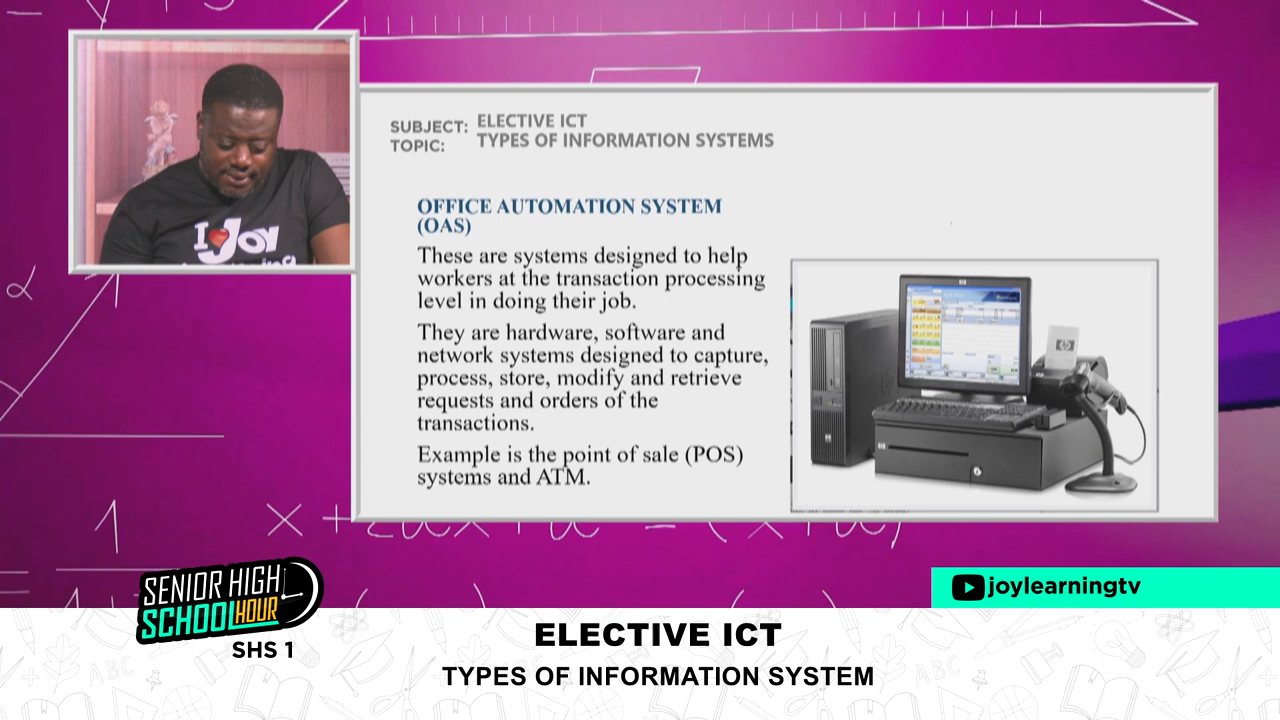 SUBJECT: ELECTIVE ICT
TOPIC: TYPES OF INFORMATION SYSTEMS
OFFICE AUTOMATION SYSTEM
(OAS)
These are systems designed to help
workers at the transaction processing
level in doing their job.
They are hardware, software and
network systems designed to capture,
process, store, modify and retrieve
requests and orders of the
transactions.
Example is the point of sale (POS)
systems and ATM.
I Joy
SENIOR HIGH
SCHOOL HOUR
SHS 1
joylearningtv
ELECTIVE ICT
TYPES OF INFORMATION SYSTEM